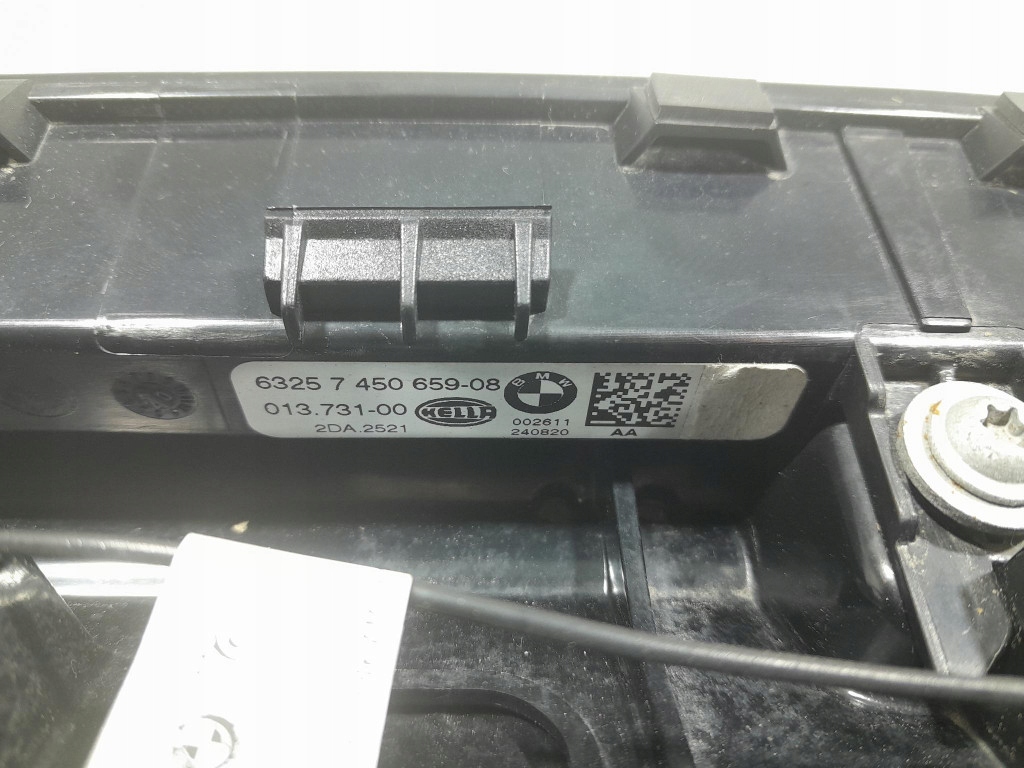 6325 7 450 659-08
013.731-00 HELLA
2DA.2521
BMW
002611
240820
AA